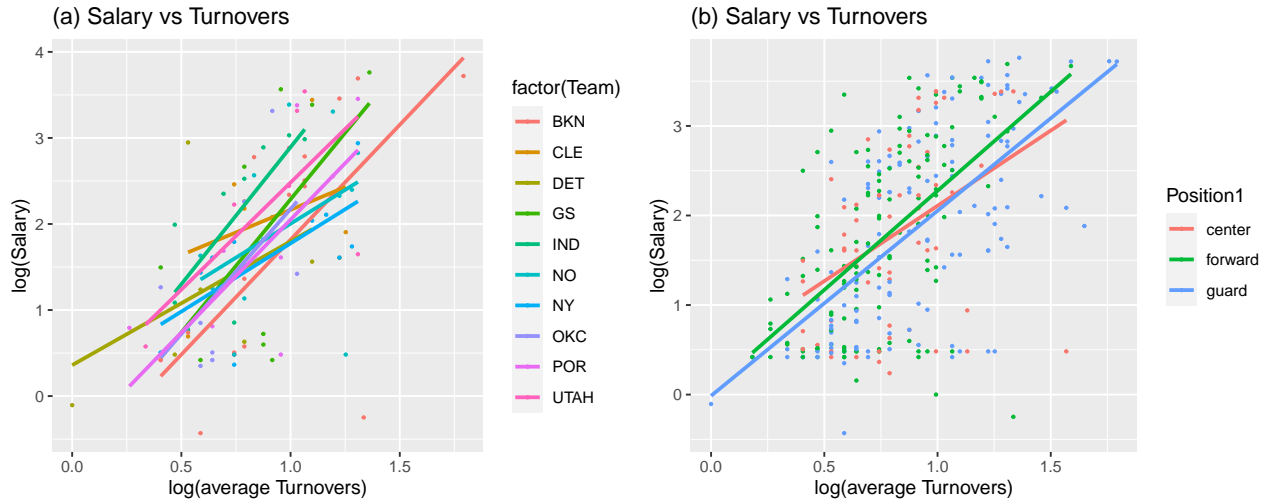 (a) Salary vs Turnovers
4
3
2
1
0
log(Salary)
0.0 0.5 1.0 1.5
log(average Turnovers)
factor(Team)
BKN
CLE
DET
GS
IND
NO
NY
OKC
POR
UTAH
(b) Salary vs Turnovers
3
2
1
0
log(Salary)
0.0 0.5 1.0 1.5
log(average Turnovers)
Position1
center
forward
guard